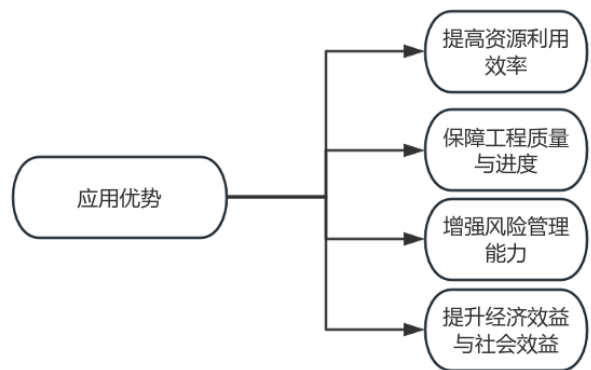 提高资源利用
效率
保障工程质量
与进度
应用优势
增强风险管理
能力
提升经济效益
与社会效益